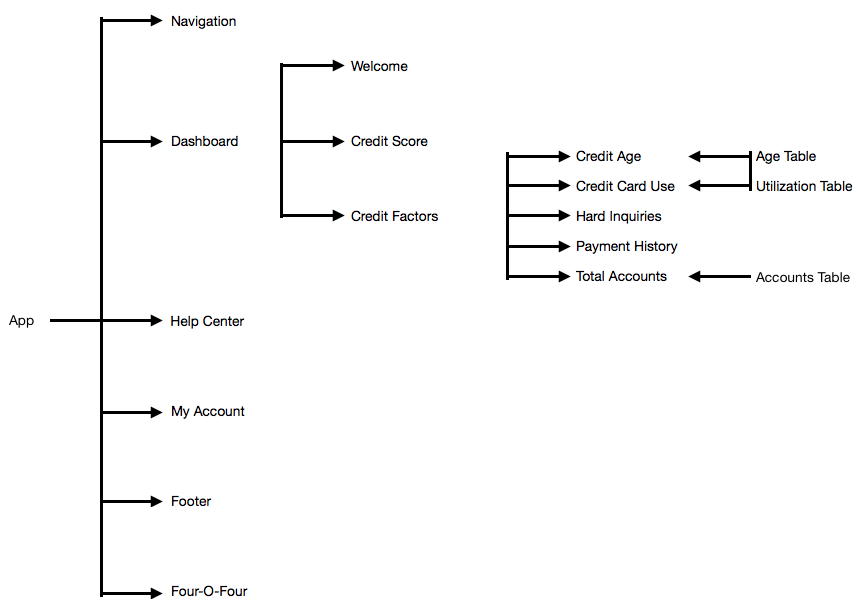 Navigation
Welcome
Dashboard
Credit Score
Credit Age
Age Table
Credit Card Use
Utilization Table
Credit Factors
Hard Inquiries
Payment History
Total Accounts
Accounts Table
App
Help Center
My Account
Footer
Four-O-Four